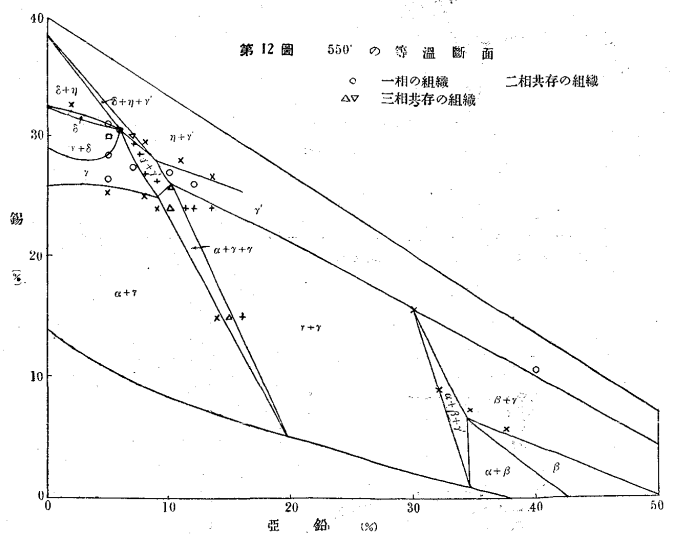 第12圖 550° の等溫斷面
○ 一相の組織 二相共存の組織
△▽ 三相共存の組織
40
30
20
10
0
錫
(%)
δ+η
δ+η+γ'
δ
η+γ'
γ+δ
γ
γ'
α+γ
β+γ
α+β
β
0
10
20
30
40
50
亞 鉛 (%)